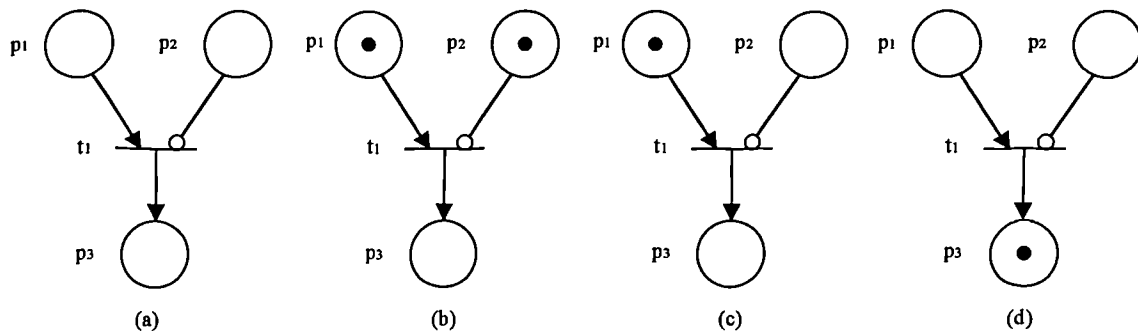 p1 p2 p1 p2 p1 p2 p1 p2
t1 t1 t1 t1
p3 p3 p3 p3
(a) (b) (c) (d)